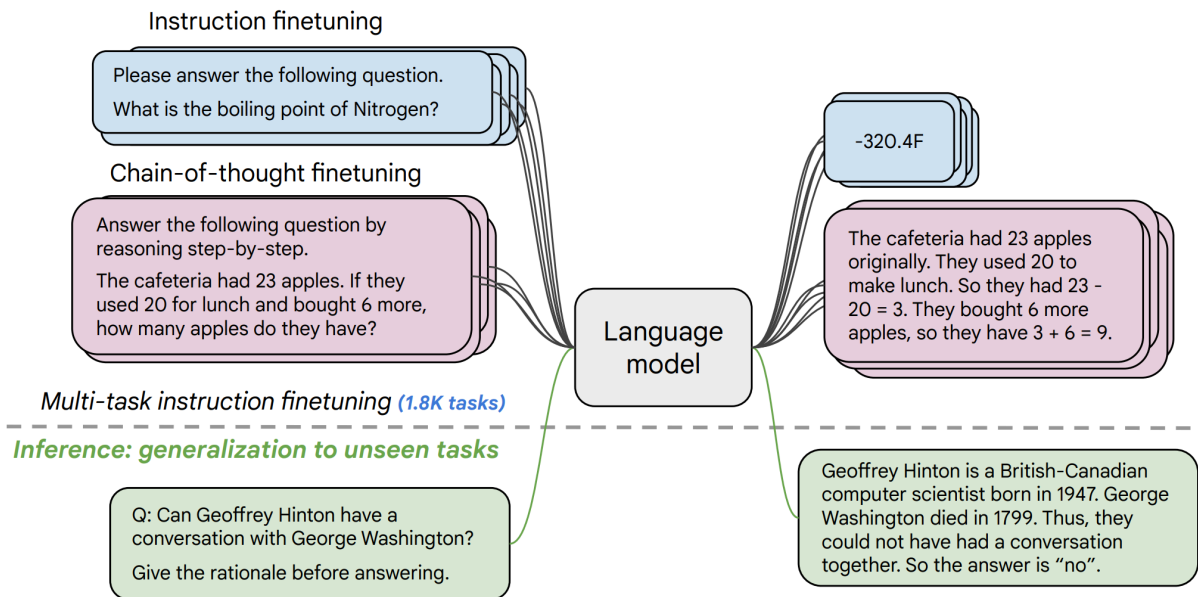 Instruction finetuning
Please answer the following question.
What is the boiling point of Nitrogen?
-320.4F
Chain-of-thought finetuning
Answer the following question by
reasoning step-by-step.
The cafeteria had 23 apples. If they
used 20 for lunch and bought 6 more,
how many apples do they have?
Language
model
The cafeteria had 23 apples
originally. They used 20 to
make lunch. So they had 23 -
20 = 3. They bought 6 more
apples, so they have 3 + 6 = 9.
Multi-task instruction finetuning (1.8K tasks)
Inference: generalization to unseen tasks
Q: Can Geoffrey Hinton have a
conversation with George Washington?
Give the rationale before answering.
Geoffrey Hinton is a British-Canadian
computer scientist born in 1947. George
Washington died in 1799. Thus, they
could not have had a conversation
together. So the answer is “no”.